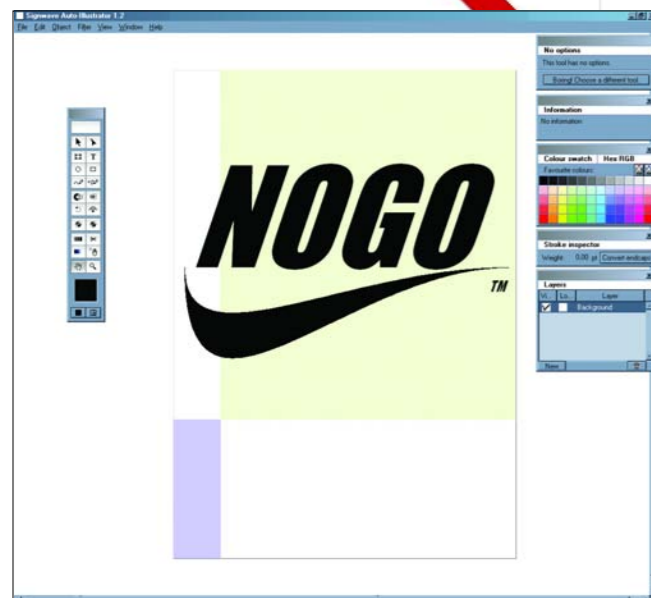 Signwave Auto-Illustrator 1.2
File Edit Object Filter View Window Help
No options
This tool has no options.
Boring! Choose a different tool.
Information
No information
Colour swatch Hex RGB
Favourite colours:
Stroke inspector
Weight 0.00 pt Convert endcaps
Layers
Vi... Lo... Layer
Background
New
T
NOGO
TM